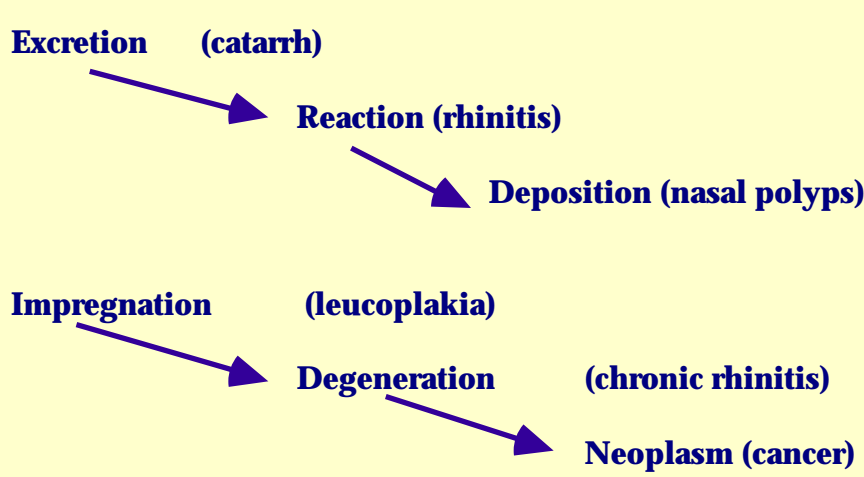 Excretion (catarrh)
Reaction (rhinitis)
Deposition (nasal polyps)
Impregnation (leucoplakia)
Degeneration (chronic rhinitis)
Neoplasm (cancer)